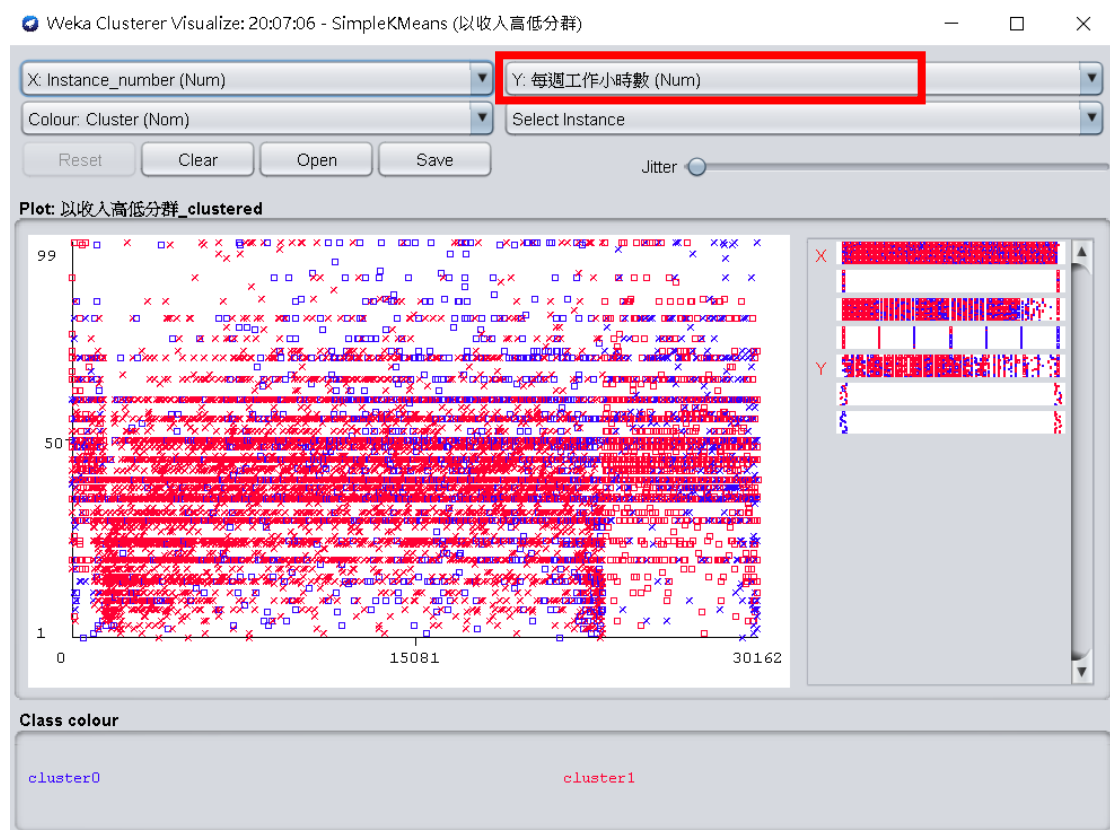 Weka Clusterer Visualize: 20:07:06 - SimpleKMeans (以收入高低分群)
X: Instance_number (Num)
Y: 每週工作小時數 (Num)
Colour: Cluster (Nom)
Select Instance
Reset
Clear
Open
Save
Jitter
Plot: 以收入高低分群_clustered
99
50
1
0
15081
30162
X
Y
Class colour
cluster0
cluster1